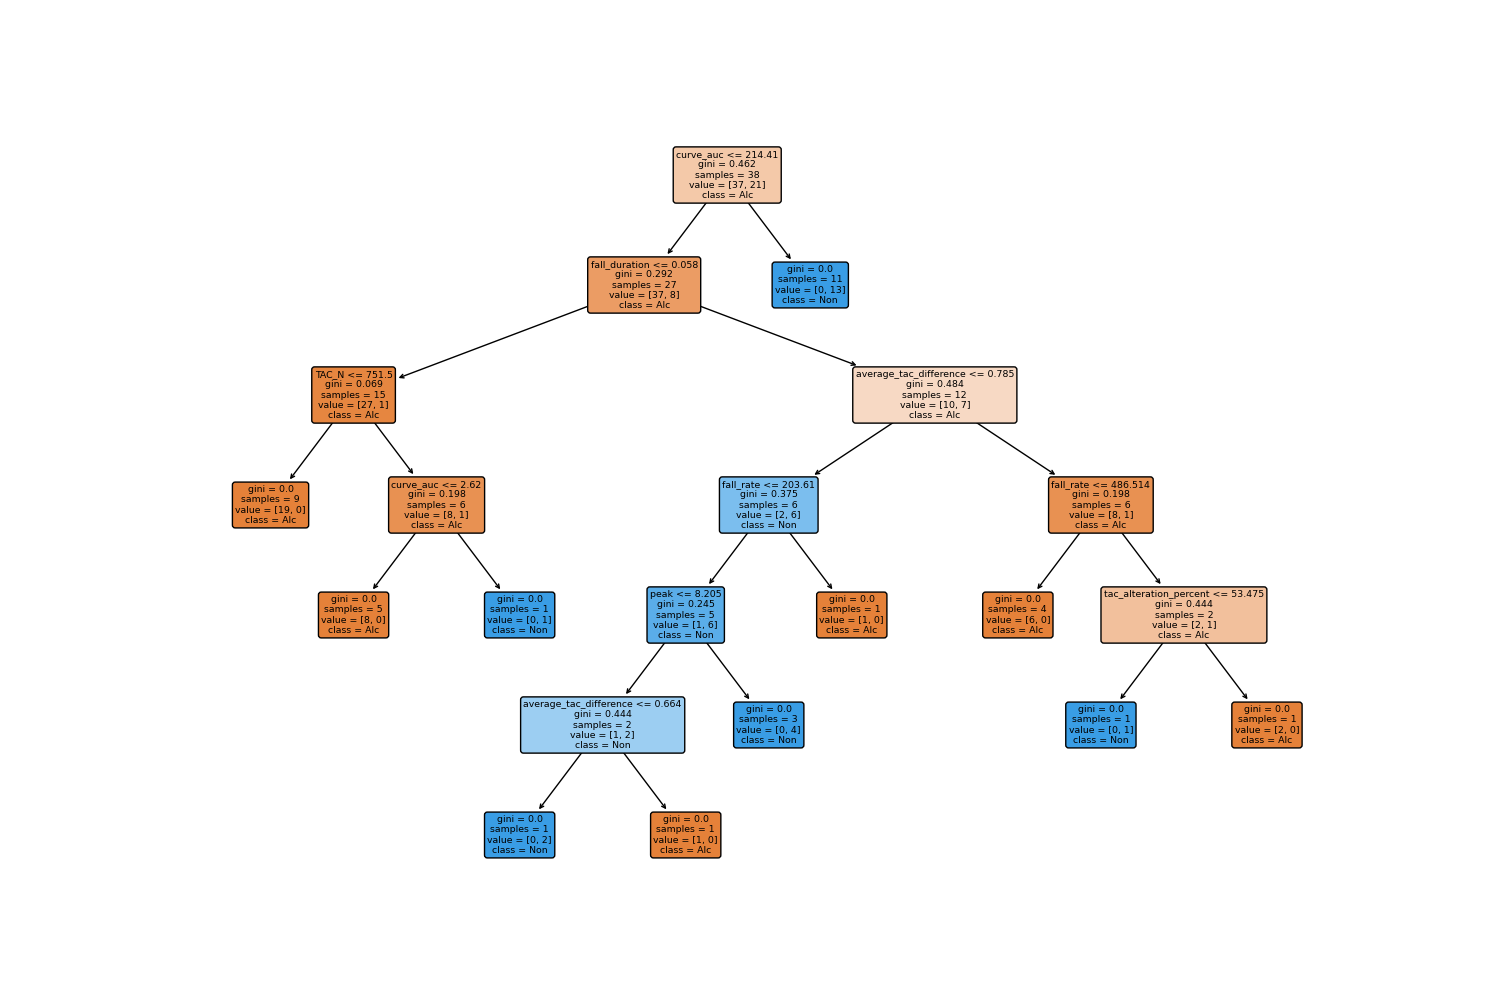 curve_auc <= 214.41
gini = 0.462
samples = 38
value = [37, 21]
class = Alc
fall_duration <= 0.058
gini = 0.292
samples = 27
value = [37, 8]
class = Alc
gini = 0.0
samples = 11
value = [0, 13]
class = Non
TAC_N <= 751.5
gini = 0.069
samples = 15
value = [27, 1]
class = Alc
average_tac_difference <= 0.785
gini = 0.484
samples = 12
value = [10, 7]
class = Alc
gini = 0.0
samples = 9
value = [19, 0]
class = Alc
curve_auc <= 2.62
gini = 0.198
samples = 6
value = [8, 1]
class = Alc
fall_rate <= 203.61
gini = 0.375
samples = 6
value = [2, 6]
class = Non
fall_rate <= 486.514
gini = 0.198
samples = 6
value = [8, 1]
class = Alc
gini = 0.0
samples = 5
value = [8, 0]
class = Alc
gini = 0.0
samples = 1
value = [0, 1]
class = Non
peak <= 8.205
gini = 0.245
samples = 5
value = [1, 6]
class = Non
gini = 0.0
samples = 1
value = [1, 0]
class = Alc
gini = 0.0
samples = 4
value = [6, 0]
class = Alc
tac_alteration_percent <= 53.475
gini = 0.444
samples = 2
value = [2, 1]
class = Alc
average_tac_difference <= 0.664
gini = 0.444
samples = 2
value = [1, 2]
class = Non
gini = 0.0
samples = 3
value = [0, 4]
class = Non
gini = 0.0
samples = 1
value = [0, 1]
class = Non
gini = 0.0
samples = 1
value = [2, 0]
class = Alc
gini = 0.0
samples = 1
value = [0, 2]
class = Non
gini = 0.0
samples = 1
value = [1, 0]
class = Alc